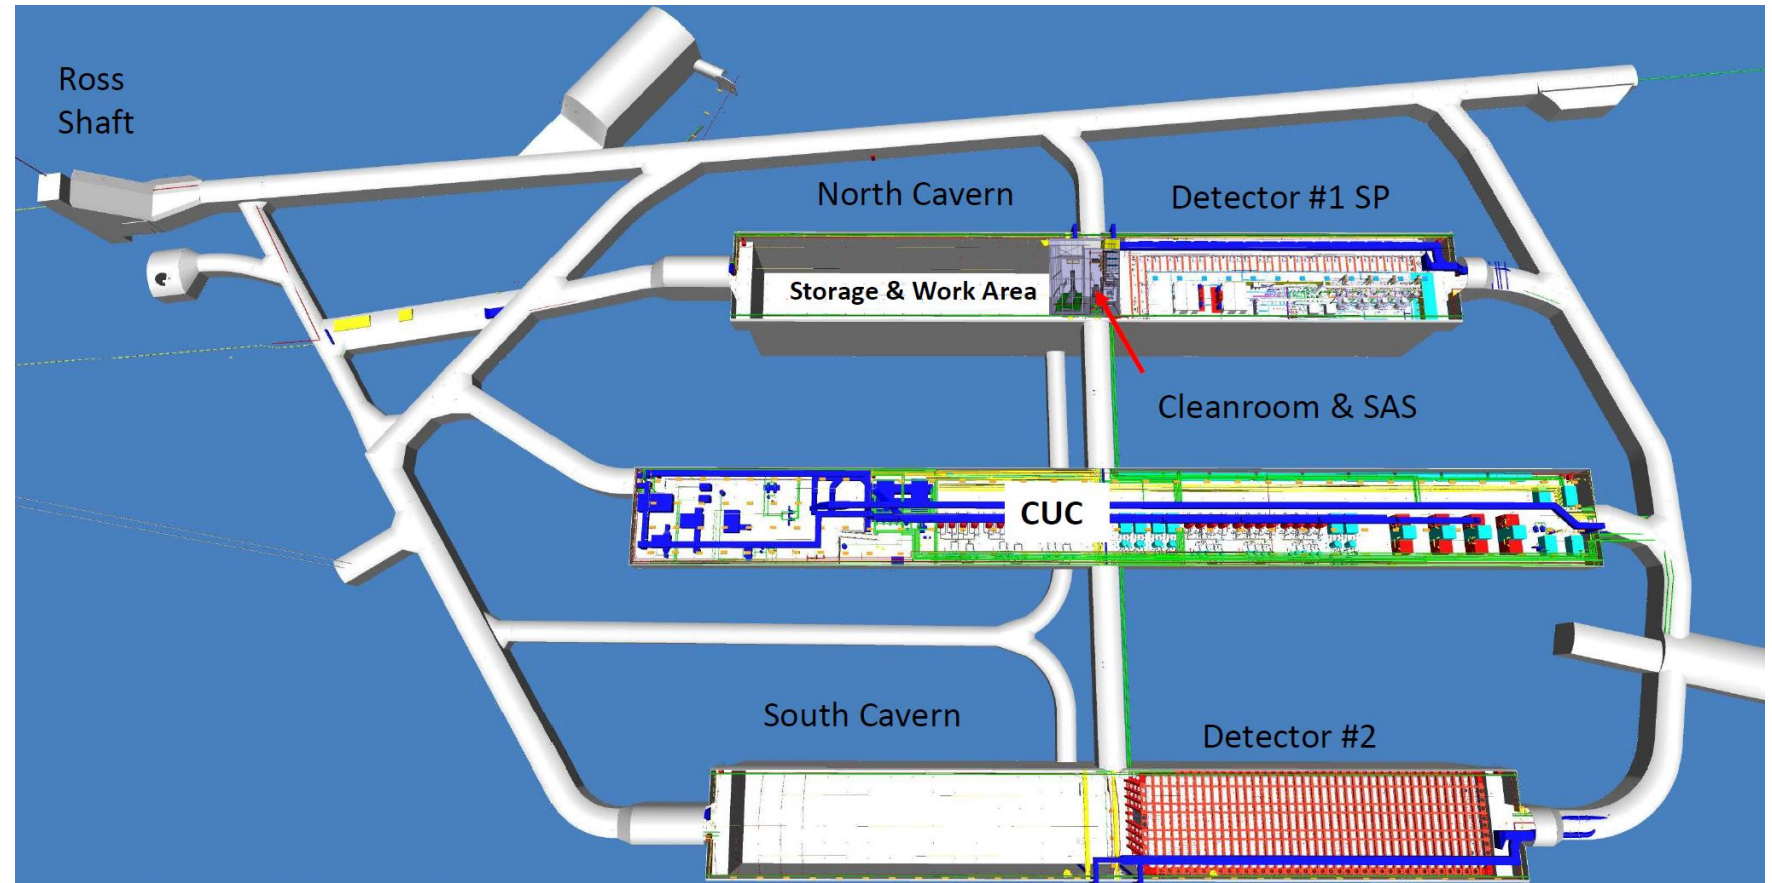 Ross
Shaft
North Cavern
Detector #1 SP
Storage & Work Area
Cleanroom & SAS
CUC
South Cavern
Detector #2